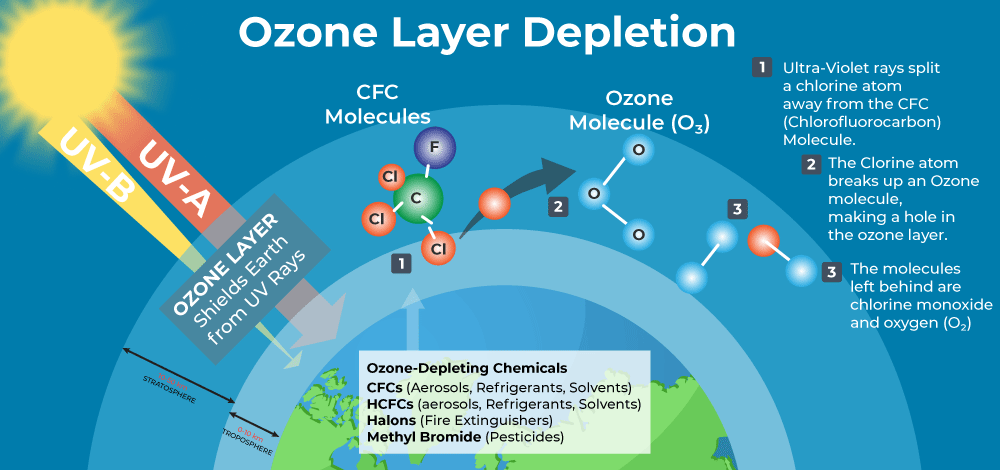 Ozone Layer Depletion
UV-B
UV-A
OZONE LAYER
Shields Earth
from UV Rays
CFC
Molecules
F
Cl
C
Cl
Cl
1
2
Ozone
Molecule (O₃)
O
O
O
3
1 Ultra-Violet rays split
a chlorine atom
away from the CFC
(Chlorofluorocarbon)
Molecule.
2 The Clorine atom
breaks up an Ozone
molecule,
making a hole in
the ozone layer.
3 The molecules
left behind are
chlorine monoxide
and oxygen (O₂)
STRATOSPHERE
0-10 km
TROPOSPHERE
Ozone-Depleting Chemicals
CFCs (Aerosols, Refrigerants, Solvents)
HCFCs (aerosols, Refrigerants, Solvents)
Halons (Fire Extinguishers)
Methyl Bromide (Pesticides)